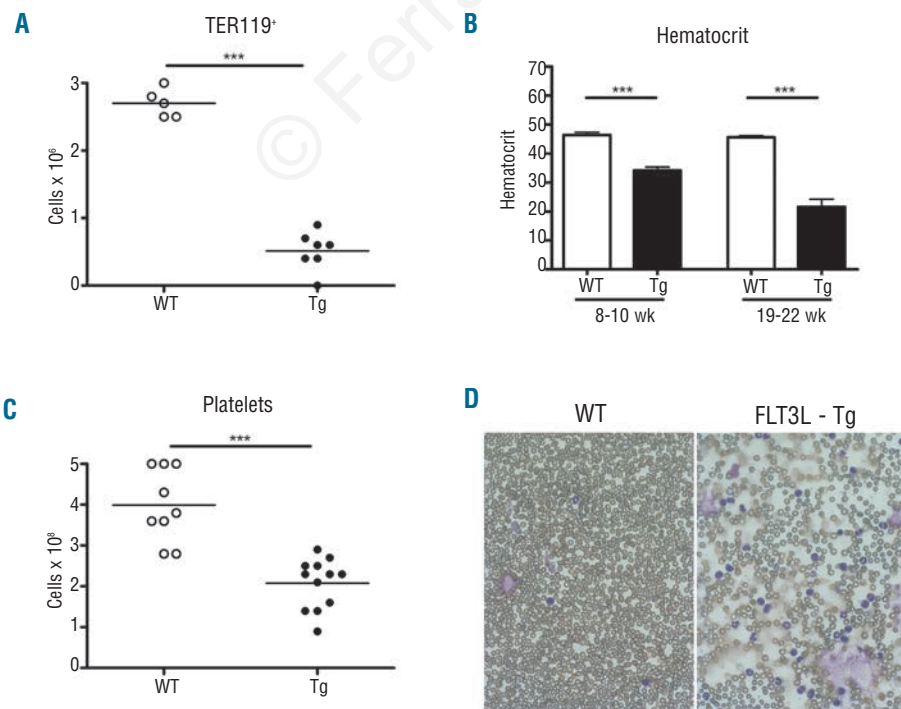 A
TER119⁺
***
3
2
1
0
Cells x 10⁶
WT
Tg
B
Hematocrit
70
60
50
40
30
20
10
0
Hematocrit
***
***
WT
Tg
WT
Tg
8-10 wk
19-22 wk
C
Platelets
***
5
4
3
2
1
0
Cells x 10⁸
WT
Tg
D
WT
FLT3L - Tg
© Ferra